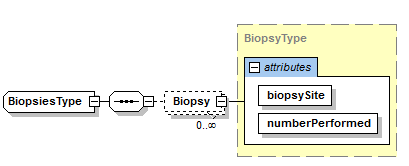 BiopsyType
attributes
BiopsiesType
Biopsy
biopsySite
0..∞
numberPerformed